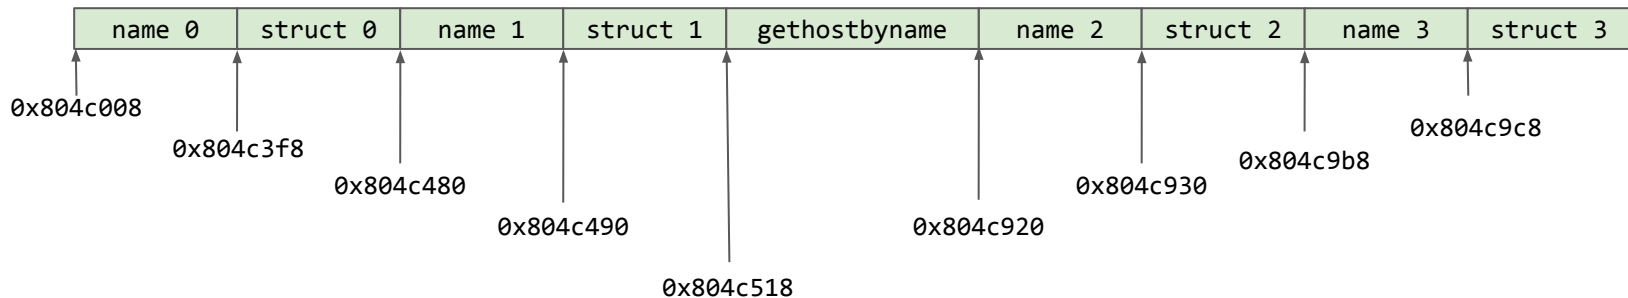 name 0 struct 0 name 1 struct 1 gethostbyname name 2 struct 2 name 3 struct 3
0x804c008
0x804c9c8
0x804c3f8
0x804c9b8
0x804c480
0x804c930
0x804c490
0x804c920
0x804c518